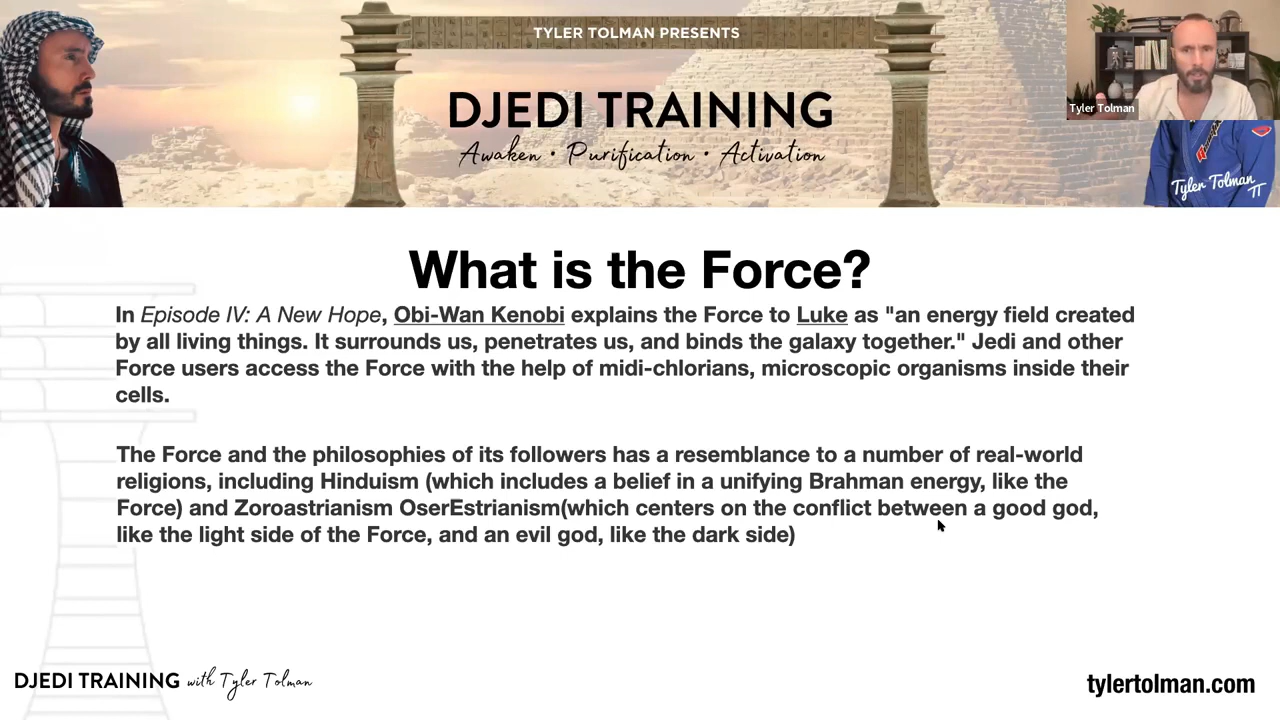 TYLER TOLMAN PRESENTS
DJEDI TRAINING
Awaken • Purification • Activation
Tyler Tolman
Tyler Tolman
TT
What is the Force?
In Episode IV: A New Hope, Obi-Wan Kenobi explains the Force to Luke as "an energy field created
by all living things. It surrounds us, penetrates us, and binds the galaxy together." Jedi and other
Force users access the Force with the help of midi-chlorians, microscopic organisms inside their
cells.
The Force and the philosophies of its followers has a resemblance to a number of real-world
religions, including Hinduism (which includes a belief in a unifying Brahman energy, like the
Force) and Zoroastrianism OserEstrianism(which centers on the conflict between a good god,
like the light side of the Force, and an evil god, like the dark side)
DJEDI TRAINING with Tyler Tolman
tylertolman.com